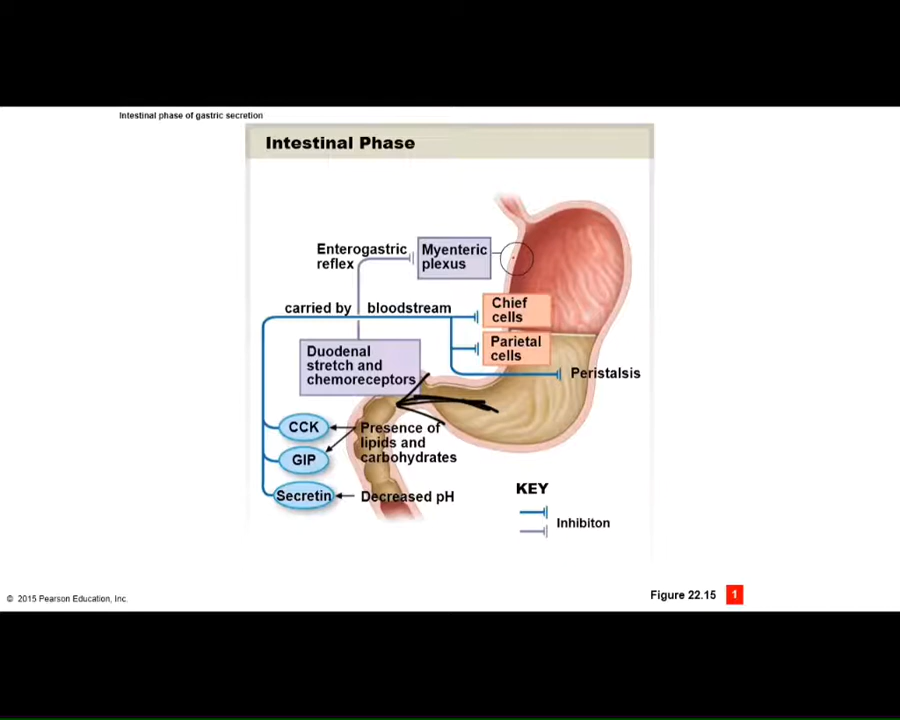 Intestinal phase of gastric secretion
Intestinal Phase
Enterogastric
reflex
Myenteric
plexus
carried by bloodstream
Chief
cells
Parietal
cells
Peristalsis
Duodenal
stretch and
chemoreceptors
CCK
GIP
Secretin
Presence of
lipids and
carbohydrates
Decreased pH
KEY
Inhibiton
© 2015 Pearson Education, Inc.
Figure 22.15 1